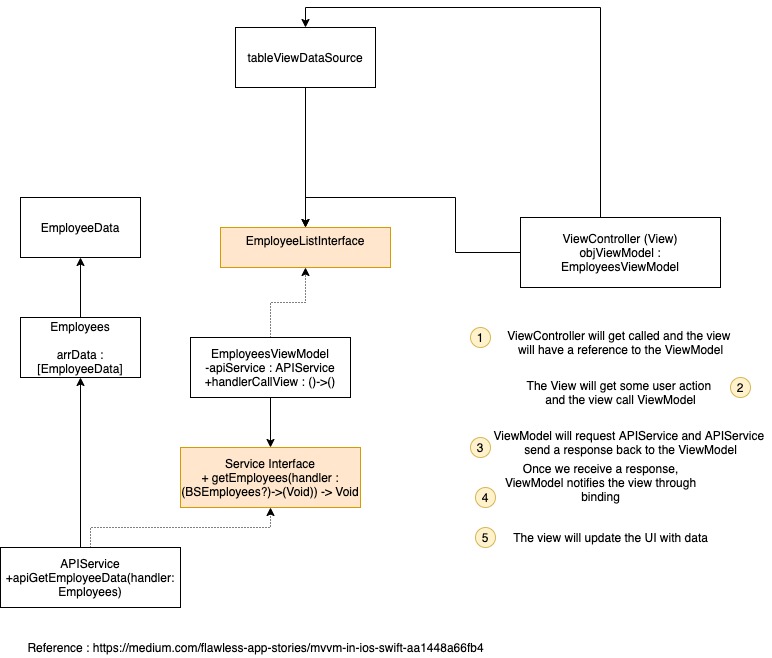 tableViewDataSource
EmployeeData
EmployeeListInterface
ViewController (View)
objViewModel :
EmployeesViewModel
Employees
arrData :
[EmployeeData]
EmployeesViewModel
-apiService : APIService
+handlerCallView : ()->()
1
ViewController will get called and the view
will have a reference to the ViewModel
The View will get some user action
and the view call ViewModel
2
3
ViewModel will request APIService and APIService
send a response back to the ViewModel
Service Interface
+ getEmployees(handler :
(BSEmployees?)->(Void)) -> Void
4
Once we receive a response,
ViewModel notifies the view through
binding
5
The view will update the UI with data
APIService
+apiGetEmployeeData(handler:
Employees)
Reference : https://medium.com/flawless-app-stories/mvvm-in-ios-swift-aa1448a66fb4